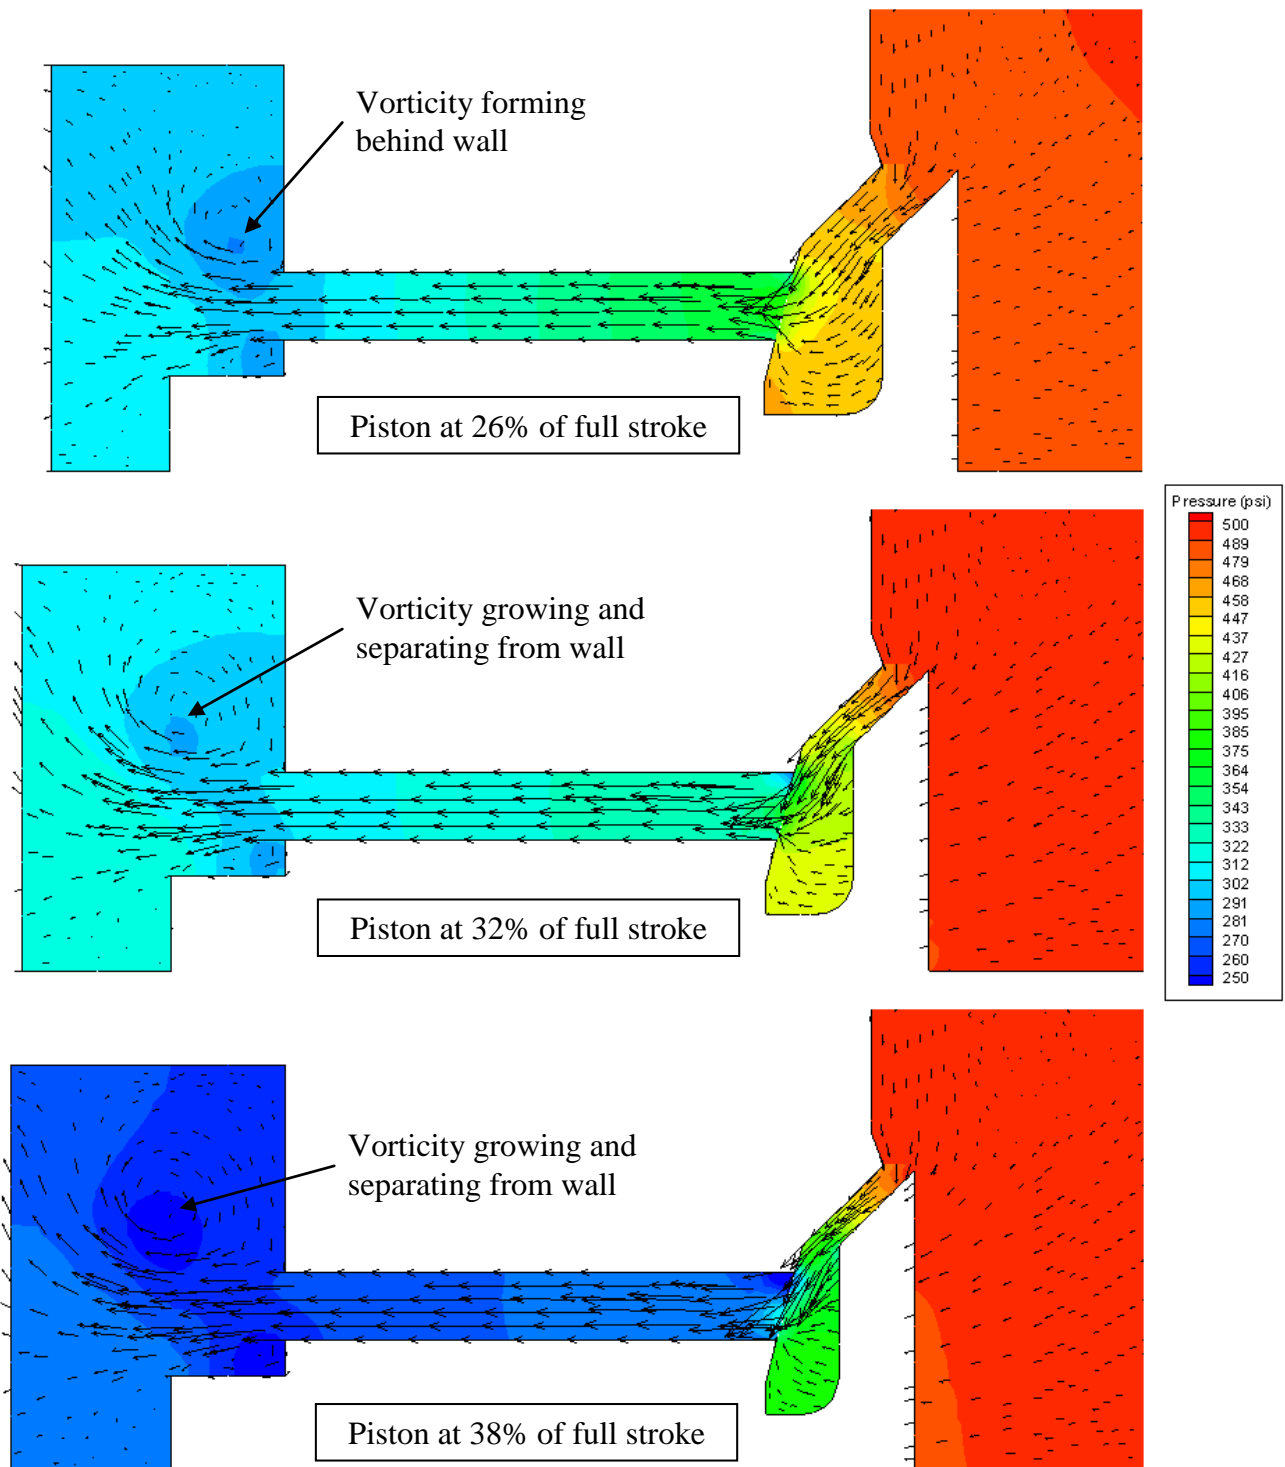 Vorticity forming
behind wall
Piston at 26% of full stroke
Pressure (psi)
500
489
479
468
458
447
437
427
416
406
395
385
375
364
354
343
333
322
312
302
291
281
270
260
250
Vorticity growing and
separating from wall
Piston at 32% of full stroke
Vorticity growing and
separating from wall
Piston at 38% of full stroke